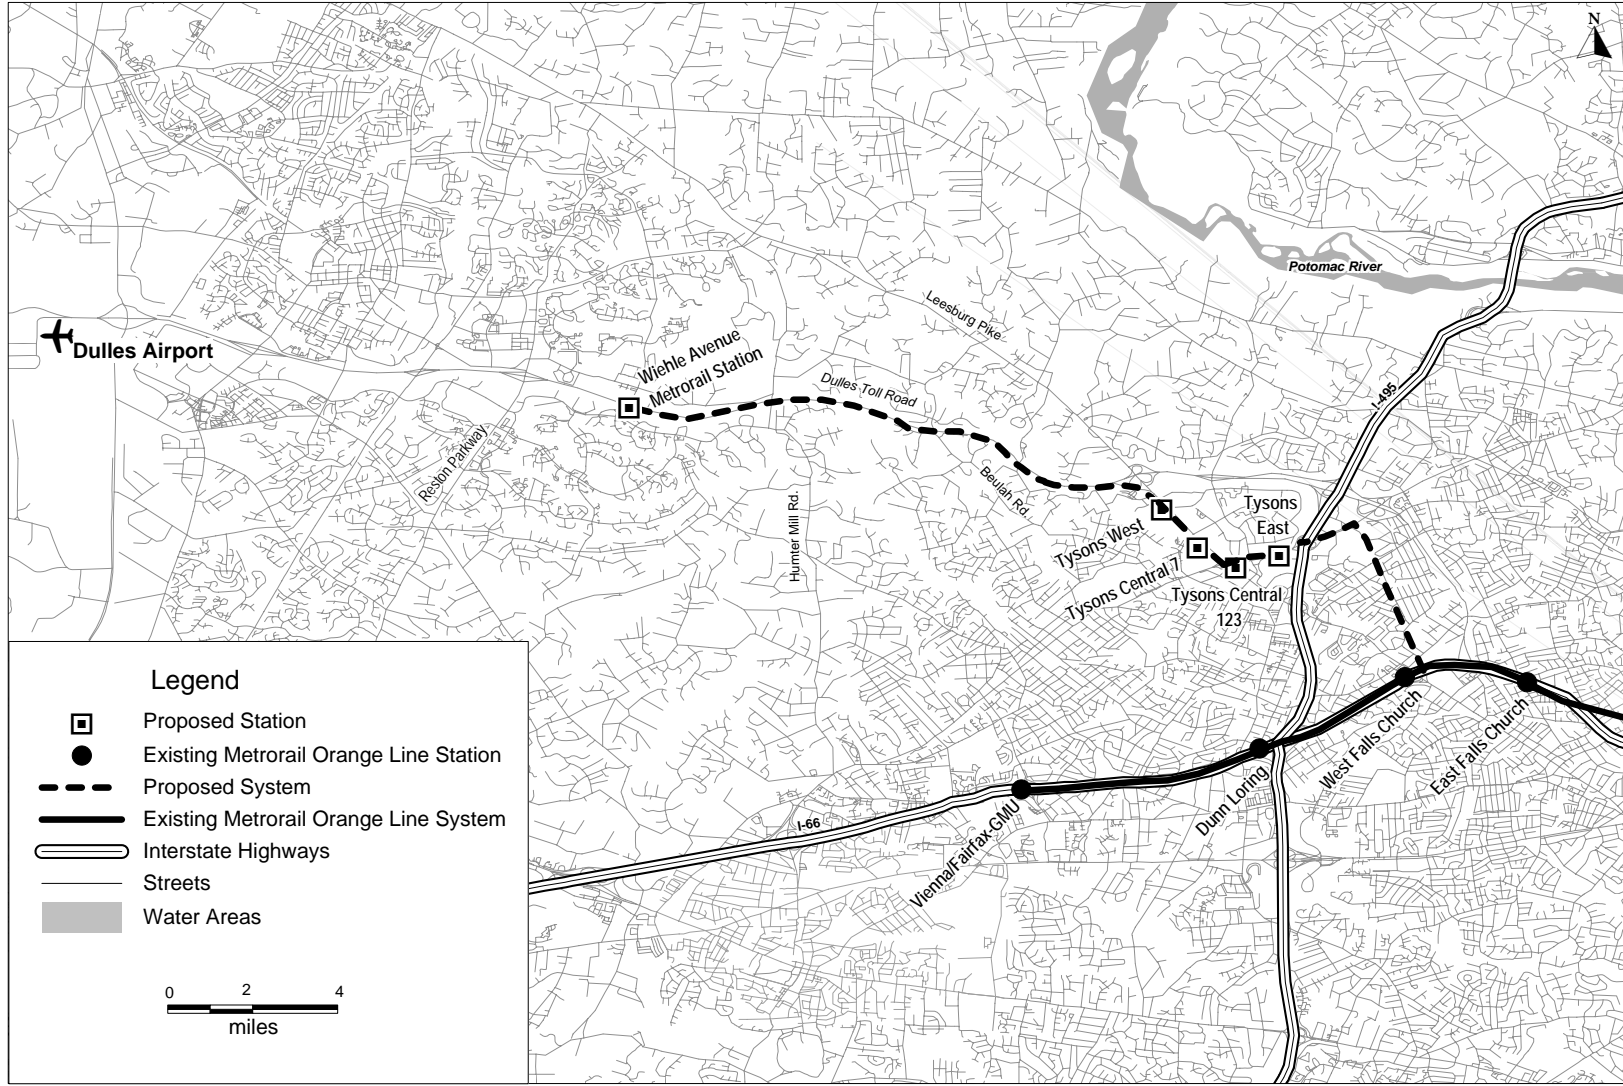 N
Potomac River
Leesburg Pike
Dulles Airport
Wiehle Avenue
Metrorail Station
Dulles Toll Road
I-495
Reston Parkway
Beulah Rd.
Humter Mill Rd.
Tysons
East
Tysons West
Tysons Central 7
Tysons Central
123
West Falls Church
East Falls Church
Dunn Loring
Vienna/Fairfax-GMU
I-66
Legend
Proposed Station
Existing Metrorail Orange Line Station
Proposed System
Existing Metrorail Orange Line System
Interstate Highways
Streets
Water Areas
0 2 4
miles